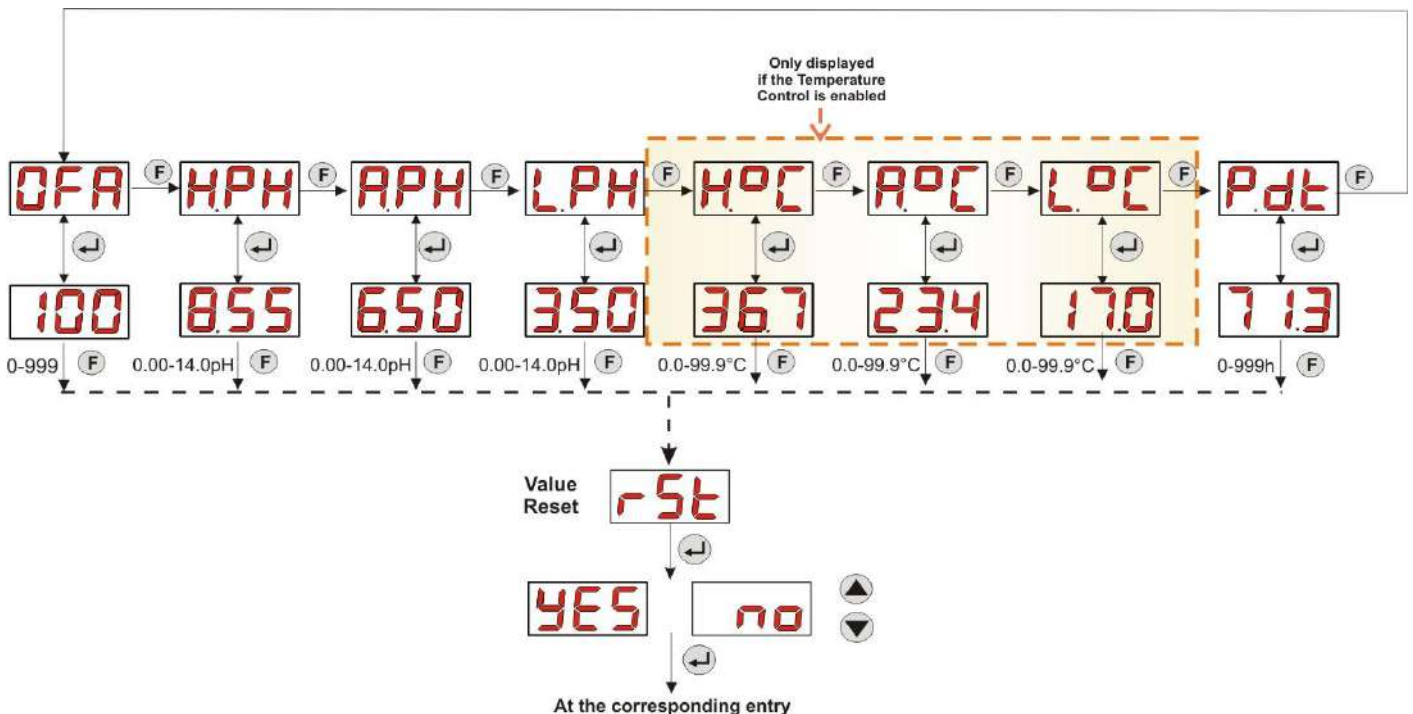 Only displayed
if the Temperature
Control is enabled
OFA F H.PH F A.PH F L.PH F H.°C F A.°C F L.°C F P.d.t F
100 8.55 6.50 3.50 36.7 23.4 17.0 71.3
0-999 F 0.00-14.0pH F 0.00-14.0pH F 0.00-14.0pH F 0.0-99.9°C F 0.0-99.9°C F 0.0-99.9°C F 0-999h F
Value
Reset
rSt
YES no
At the corresponding entry